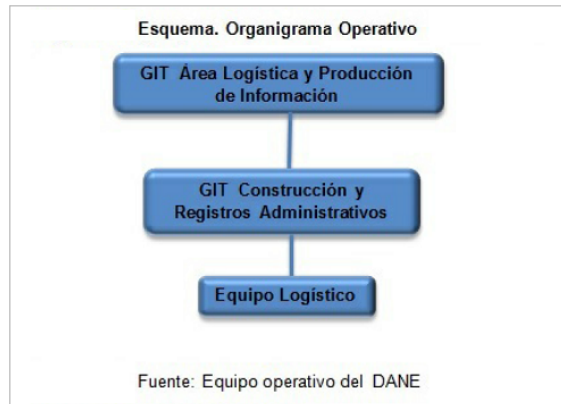 Esquema. Organigrama Operativo
GIT Área Logística y Producción
de Información
GIT Construcción y
Registros Administrativos
Equipo Logístico
Fuente: Equipo operativo del DANE